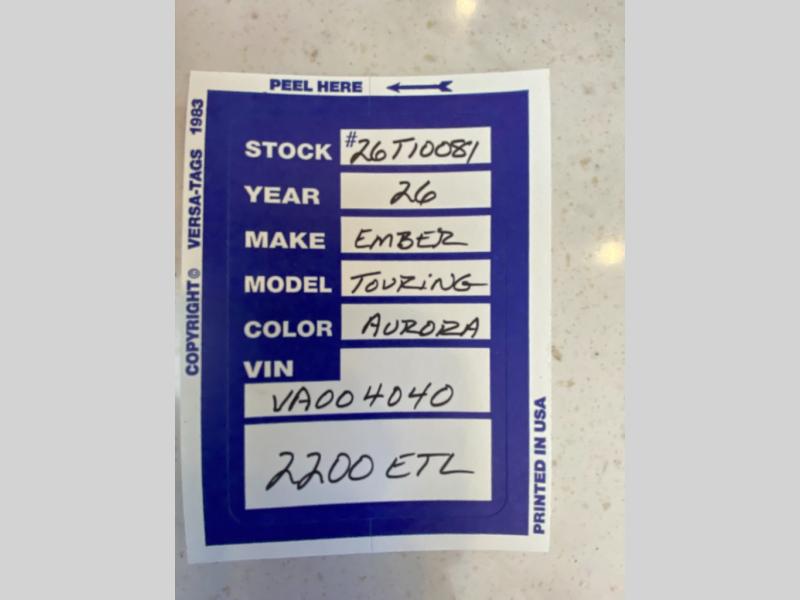 PEEL HERE
COPYRIGHT © VERSA-TAGS 1983
STOCK #26T10081
YEAR 26
MAKE EMBER
MODEL TOURING
COLOR AURORA
VIN
VA004040
2200 ETL
PRINTED IN USA